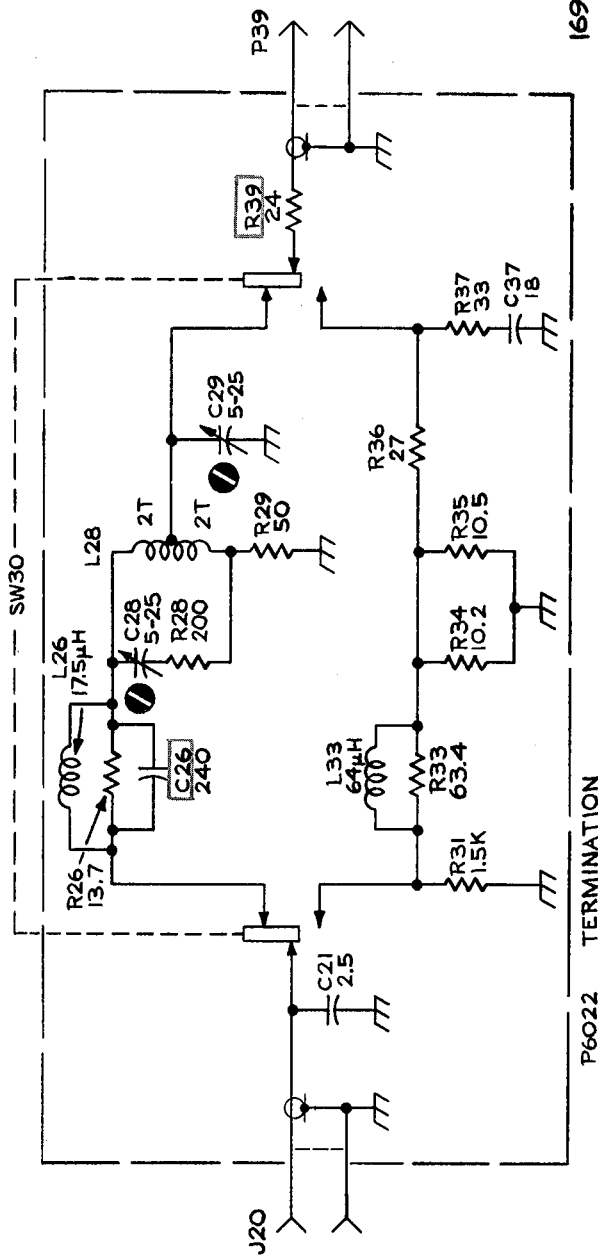 SW30
L26
17.5µH
R26
13.7
C26
240
C28
5-25
R28
200
L28
2T
2T
R29
50
C29
5-25
R39
24
P39
J20
C21
2.5
L33
64µH
R33
63.4
R31
1.5K
R34
10.2
R35
10.5
R36
27
R37
33
C37
18
P6022 TERMINATION
169